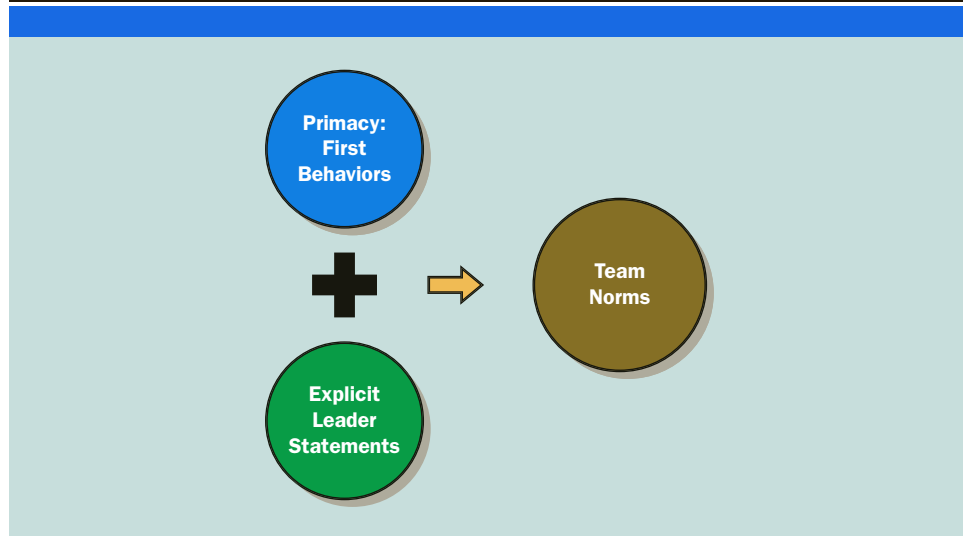 Primacy:
First
Behaviors
Team
Norms
Explicit
Leader
Statements